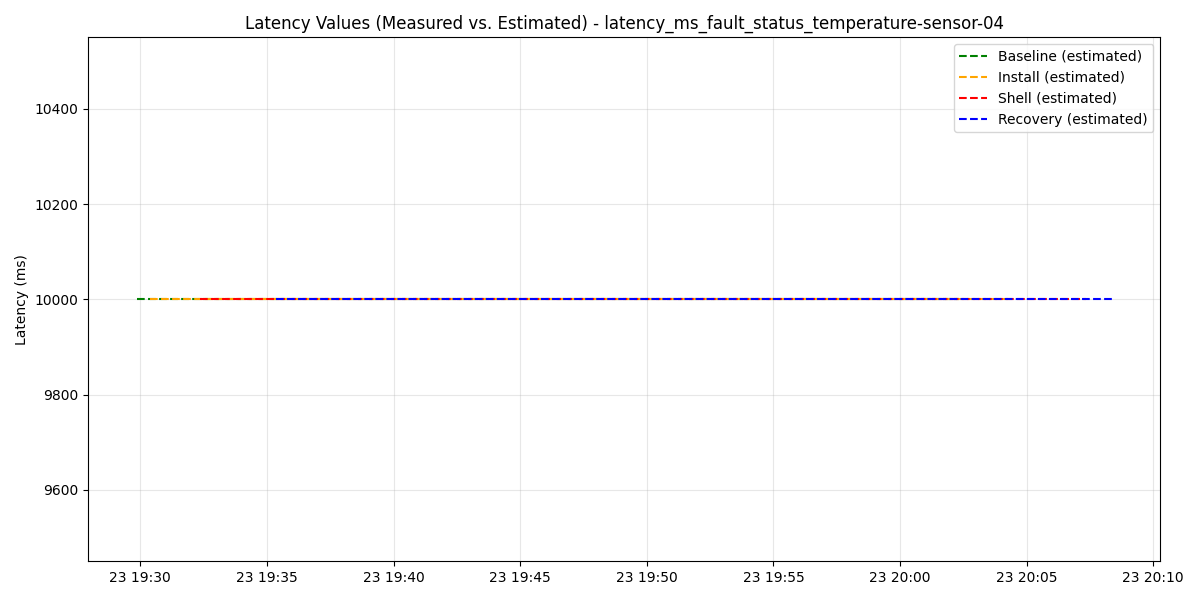 Latency Values (Measured vs. Estimated) - latency_ms_fault_status_temperature-sensor-04
Baseline (estimated)
Install (estimated)
Shell (estimated)
Recovery (estimated)
Latency (ms)
10400
10200
10000
9800
9600
23 19:30
23 19:35
23 19:40
23 19:45
23 19:50
23 19:55
23 20:00
23 20:05
23 20:10